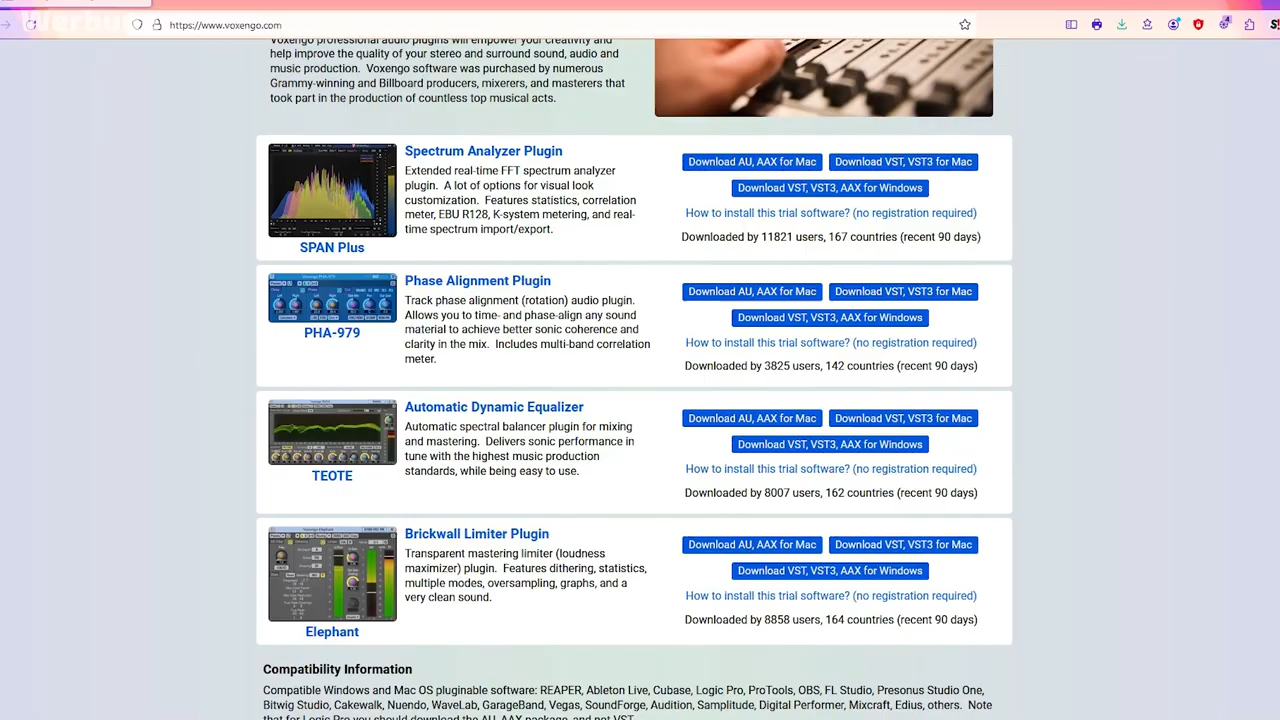 Werbung
https://www.voxengo.com
Voxengo professional audio plugins will empower your creativity and
help improve the quality of your stereo and surround sound, audio and
music production. Voxengo software was purchased by numerous
Grammy-winning and Billboard producers, mixerers, and masterers that
took part in the production of countless top musical acts.
Spectrum Analyzer Plugin
Extended real-time FFT spectrum analyzer
plugin. A lot of options for visual look
customization. Features statistics, correlation
meter, EBU R128, K-system metering, and real-
time spectrum import/export.
SPAN Plus
Download AU, AAX for Mac
Download VST, VST3 for Mac
Download VST, VST3, AAX for Windows
How to install this trial software? (no registration required)
Downloaded by 11821 users, 167 countries (recent 90 days)
Phase Alignment Plugin
Track phase alignment (rotation) audio plugin.
Allows you to time- and phase-align any sound
material to achieve better sonic coherence and
clarity in the mix. Includes multi-band correlation
meter.
PHA-979
Download AU, AAX for Mac
Download VST, VST3 for Mac
Download VST, VST3, AAX for Windows
How to install this trial software? (no registration required)
Downloaded by 3825 users, 142 countries (recent 90 days)
Automatic Dynamic Equalizer
Automatic spectral balancer plugin for mixing
and mastering. Delivers sonic performance in
tune with the highest music production
standards, while being easy to use.
TEOTE
Download AU, AAX for Mac
Download VST, VST3 for Mac
Download VST, VST3, AAX for Windows
How to install this trial software? (no registration required)
Downloaded by 8007 users, 162 countries (recent 90 days)
Brickwall Limiter Plugin
Transparent mastering limiter (loudness
maximizer) plugin. Features dithering, statistics,
multiple modes, oversampling, graphs, and a
very clean sound.
Elephant
Download AU, AAX for Mac
Download VST, VST3 for Mac
Download VST, VST3, AAX for Windows
How to install this trial software? (no registration required)
Downloaded by 8858 users, 164 countries (recent 90 days)
Compatibility Information
Compatible Windows and Mac OS pluginable software: REAPER, Ableton Live, Cubase, Logic Pro, ProTools, OBS, FL Studio, Presonus Studio One,
Bitwig Studio, Cakewalk, Nuendo, WaveLab, GarageBand, Vegas, SoundForge, Audition, Samplitude, Digital Performer, Mixcraft, Edius, others. Note
that for Logic Pro you should download the AU, AAX package, and not VST.